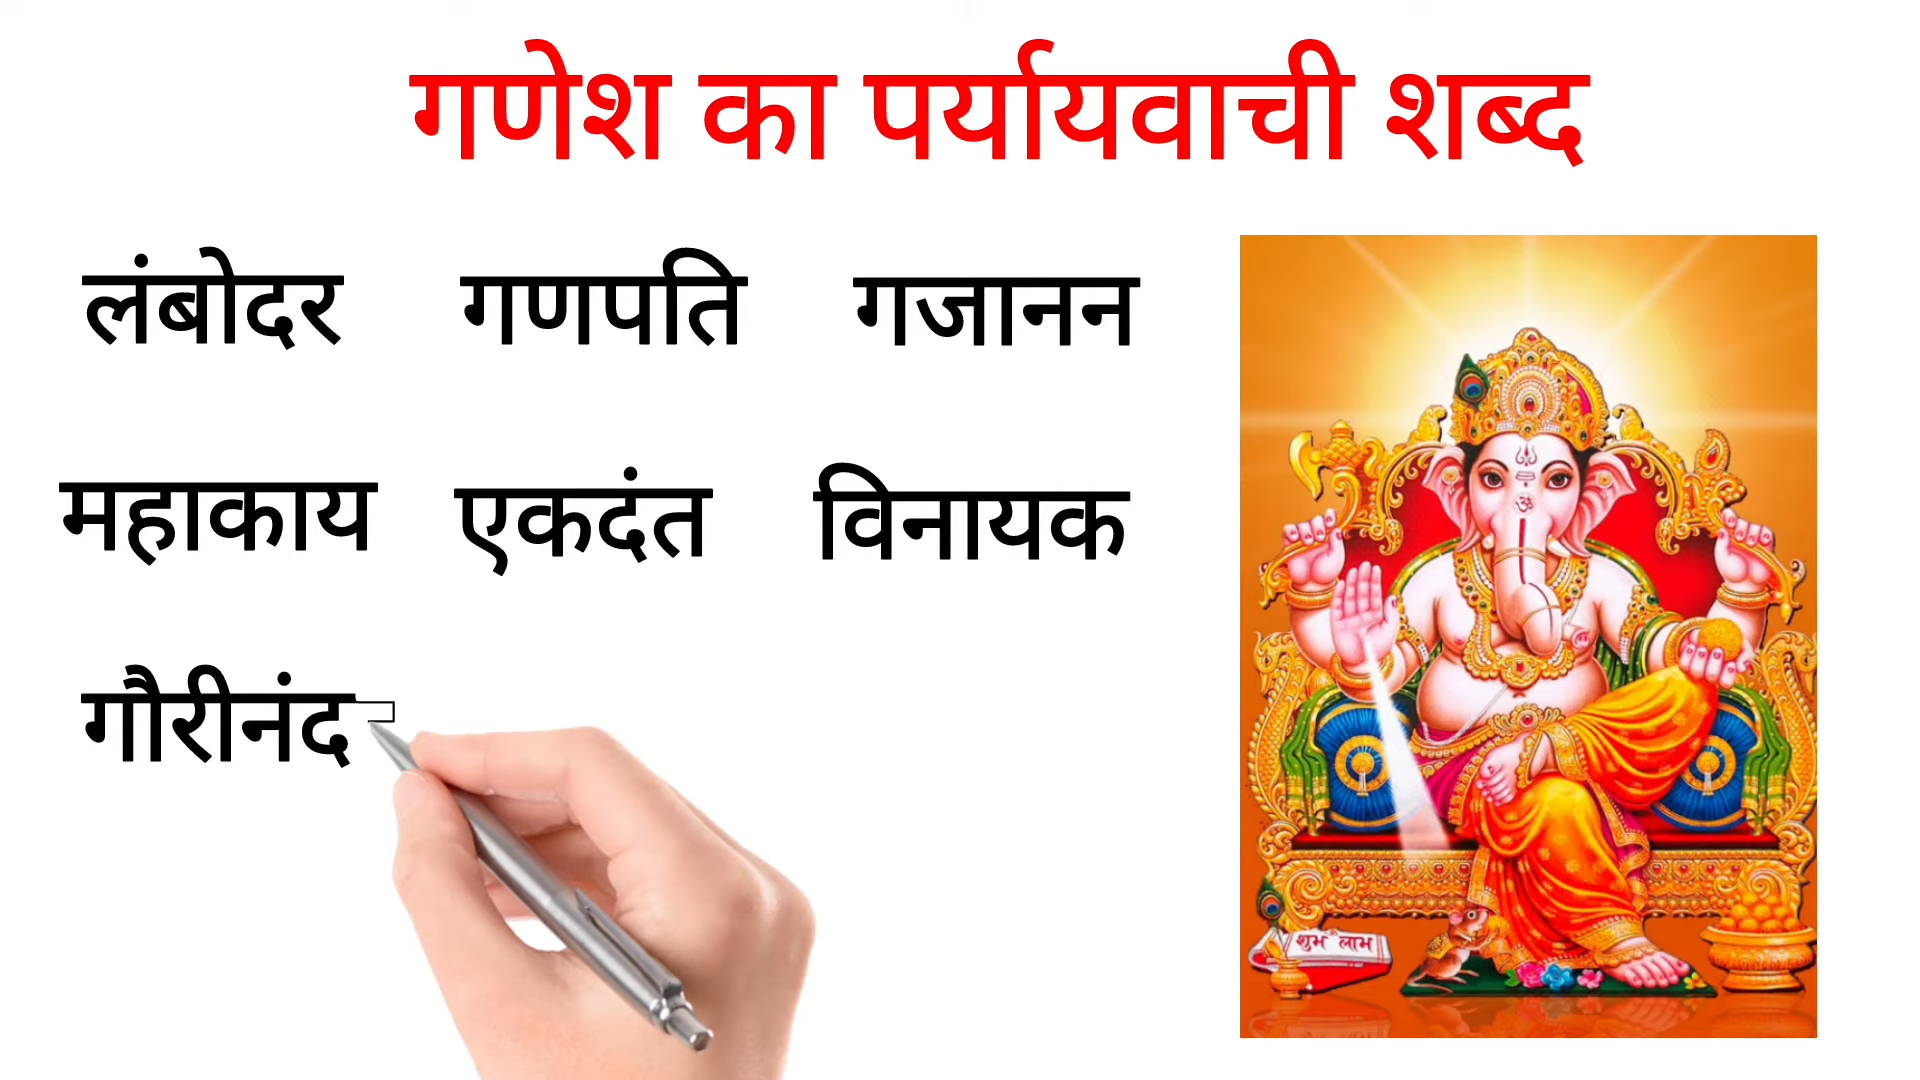 गणेश का पर्यायवाची शब्द
लंबोदर गणपति गजानन
महाकाय एकदंत विनायक
गौरीनंद
शुभ लाभ